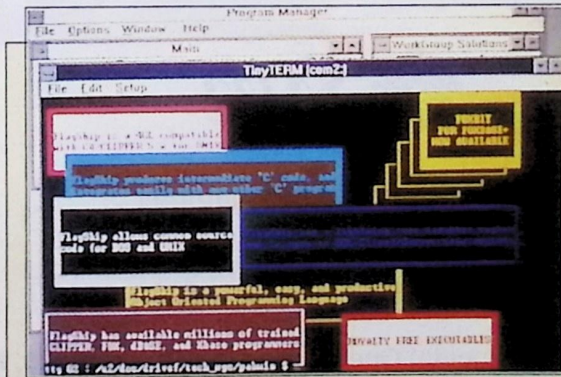 Program Manager
File Options Window Help
Main
WorkGroup Solutions
TinyTERM [com2:]
File Edit Setup
FlagShip is a 4GL compatible
with CA-CLIPPER 5.x for UNIX
FOXKIT
FOR FOXBASE+
NOW AVAILABLE
FlagShip produces intermediate "C" code, and
integrates easily with any other "C" program
FlagShip allows common source
code for DOS and UNIX
FlagShip is a powerful, easy, and productive
Object Oriented Programming Language
FlagShip has available millions of trained
CLIPPER, FOX, dBASE, and Xbase programmers
ROYALTY FREE EXECUTABLES
$